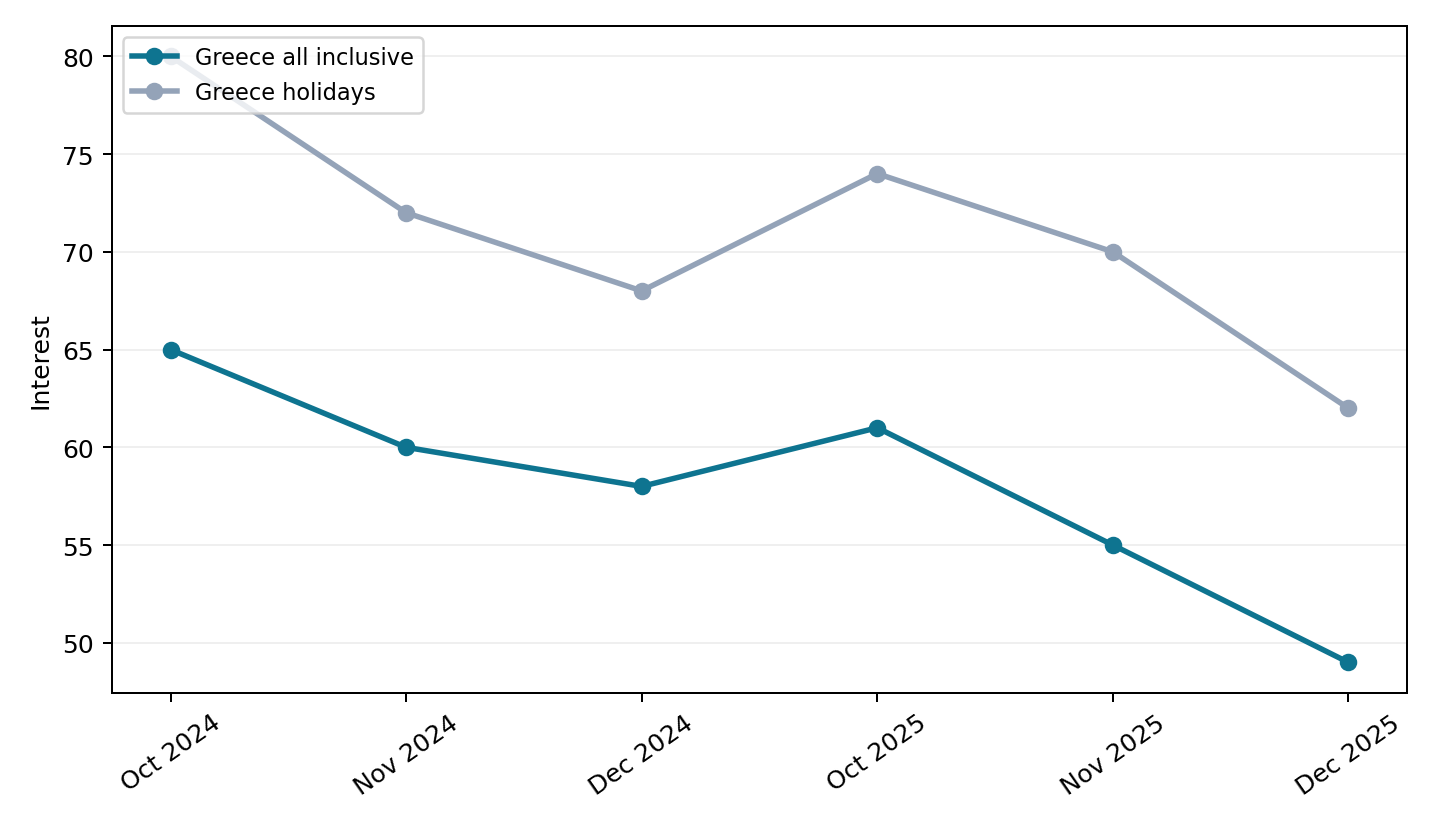 Greece all inclusive
Greece holidays
Interest
80
75
70
65
60
55
50
Oct 2024
Nov 2024
Dec 2024
Oct 2025
Nov 2025
Dec 2025